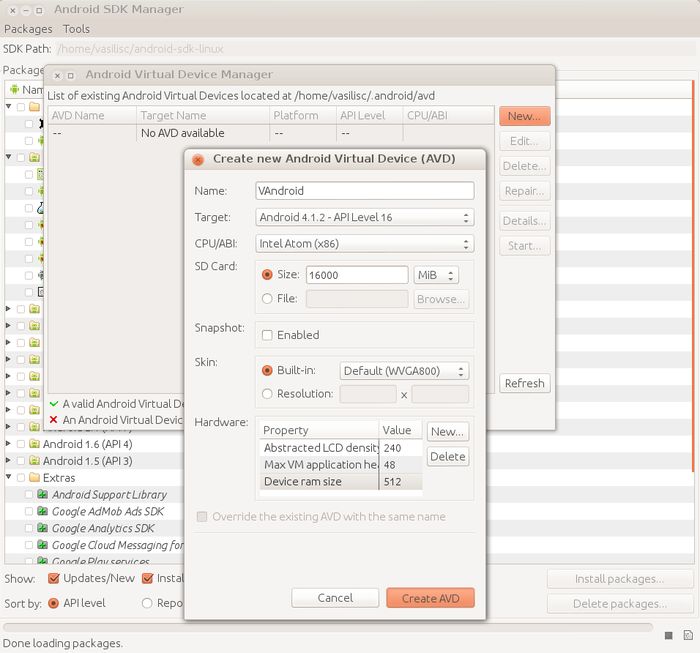 Android SDK Manager
Packages Tools
SDK Path: /home/vasilisc/android-sdk-linux
Package
Android Virtual Device Manager
List of existing Android Virtual Devices located at /home/vasilisc/.android/avd
AVD Name Target Name Platform API Level CPU/ABI
-- No AVD available -- --
New...
Edit...
Delete...
Repair...
Details...
Start...
Refresh
A valid Android Virtual De
An Android Virtual Devic
Create new Android Virtual Device (AVD)
Name: VAndroid
Target: Android 4.1.2 - API Level 16
CPU/ABI: Intel Atom (x86)
SD Card:
Size: 16000 MiB
File: Browse...
Snapshot: Enabled
Skin:
Built-in: Default (WVGA800)
Resolution: x
Hardware:
Property Value
Abstracted LCD density 240
Max VM application he 48
Device ram size 512
New...
Delete
Override the existing AVD with the same name
Cancel Create AVD
Android 1.6 (API 4)
Android 1.5 (API 3)
Extras
Android Support Library
Google AdMob Ads SDK
Google Analytics SDK
Google Cloud Messaging for
Google Play services
Show: Updates/New Instal
Install packages...
Sort by: API level Repo
Delete packages...
Done loading packages.